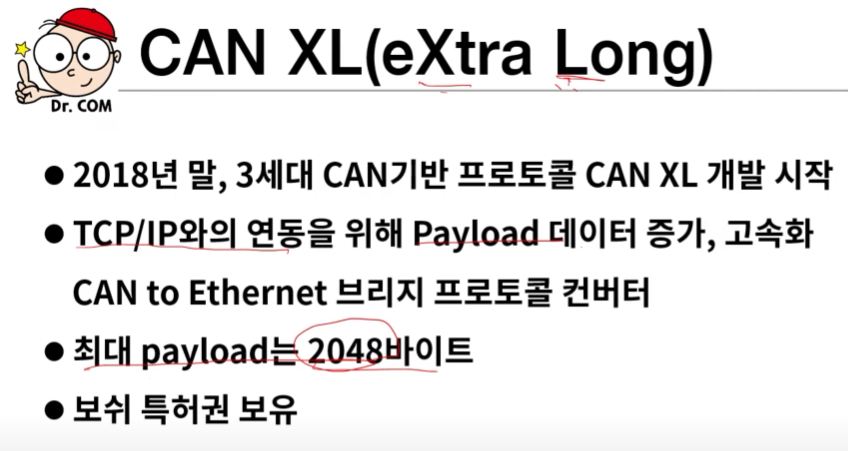 CAN XL(eXtra Long)
Dr. COM
● 2018년 말, 3세대 CAN기반 프로토콜 CAN XL 개발 시작
● TCP/IP와의 연동을 위해 Payload 데이터 증가, 고속화
CAN to Ethernet 브리지 프로토콜 컨버터
● 최대 payload는 2048바이트
● 보쉬 특허권 보유